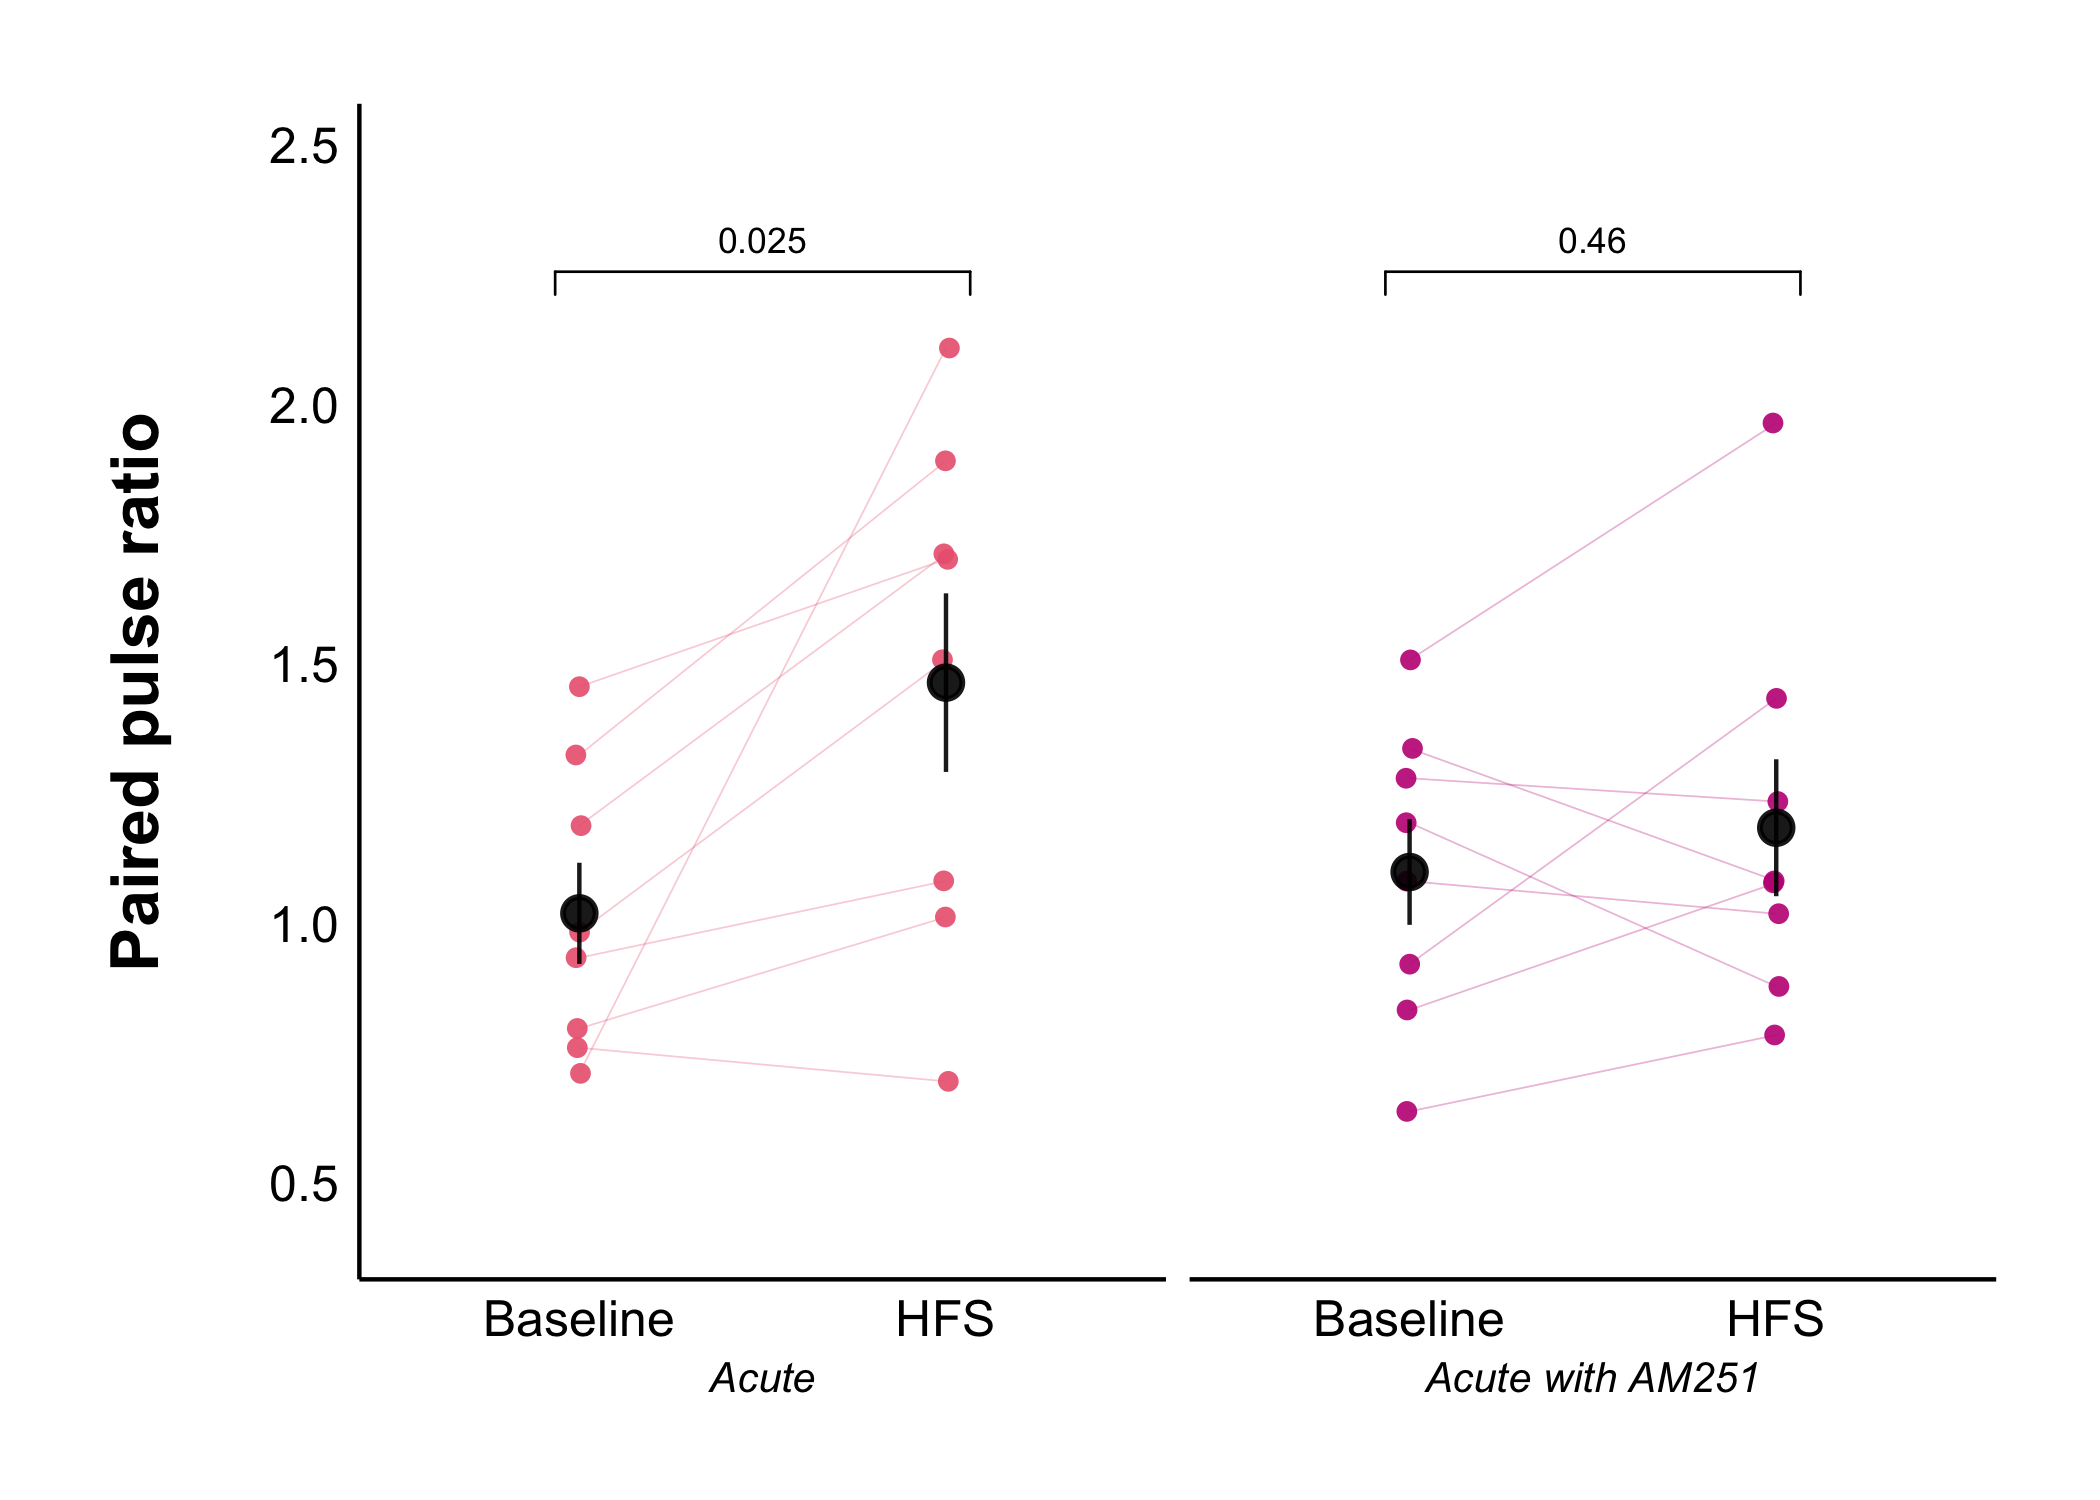 Paired pulse ratio
2.5
2.0
1.5
1.0
0.5
0.025
0.46
Baseline HFS Baseline HFS
Acute Acute with AM251